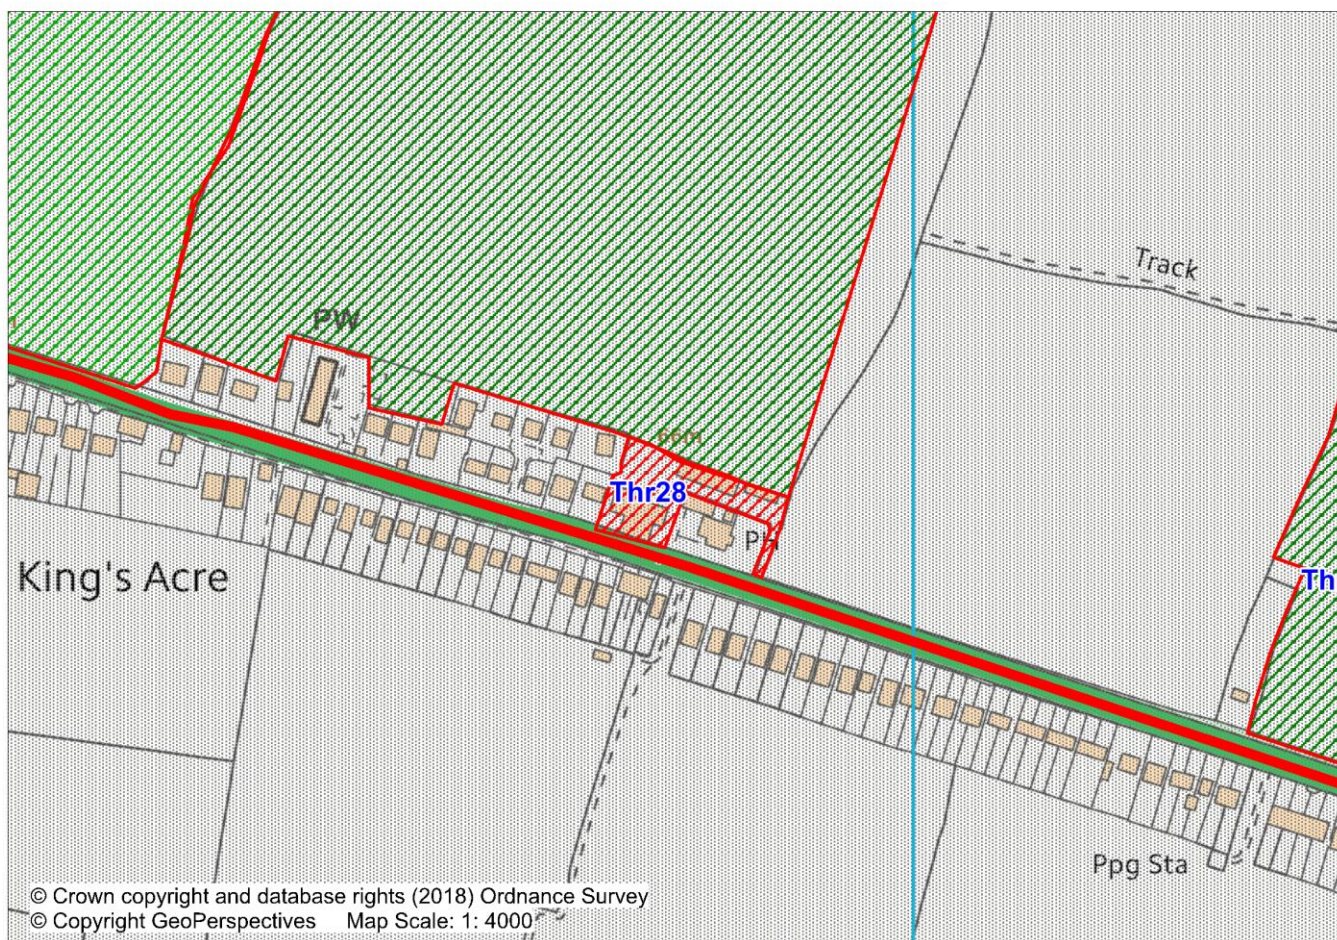 Track
PW
66m
Thr28
PH
King's Acre
Th
Ppg Sta
© Crown copyright and database rights (2018) Ordnance Survey
© Copyright GeoPerspectives Map Scale: 1: 4000